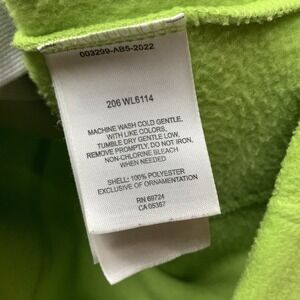 003299-AB5-2022
206 WL6114
MACHINE WASH COLD GENTLE,
WITH LIKE COLORS,
TUMBLE DRY GENTLE LOW,
REMOVE PROMPTLY, DO NOT IRON,
NON-CHLORINE BLEACH
WHEN NEEDED
SHELL: 100% POLYESTER
EXCLUSIVE OF ORNAMENTATION
RN 69724
CA 05367